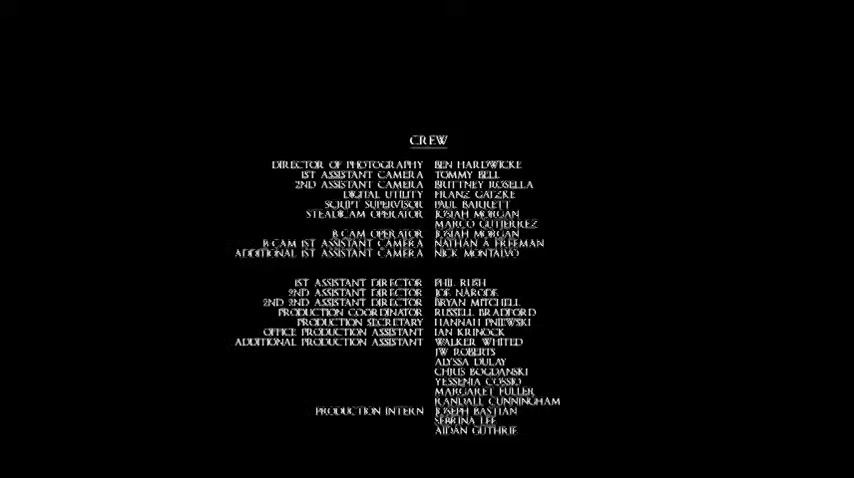 CREW
DIRECTOR OF PHOTOGRAPHY BEN HARDWICKE
1ST ASSISTANT CAMERA TOMMY BELL
2ND ASSISTANT CAMERA BRITTNEY ROSELLA
DIGITAL UTILITY FRANZ GATZKE
SCRIPT SUPERVISOR PAUL BARRETT
STEADICAM OPERATOR JOSIAH MORGAN
MARCO GUTIERREZ
B CAM OPERATOR JOSIAH MORGAN
B CAM 1ST ASSISTANT CAMERA NATHAN A FREEMAN
ADDITIONAL 1ST ASSISTANT CAMERA NICK MONTALVO
1ST ASSISTANT DIRECTOR PHIL RUSH
2ND ASSISTANT DIRECTOR JOE NARODE
2ND 2ND ASSISTANT DIRECTOR BRYAN MITCHELL
PRODUCTION COORDINATOR RUSSELL BRADFORD
PRODUCTION SECRETARY HANNAH PNIEWSKI
OFFICE PRODUCTION ASSISTANT IAN KRINOCK
ADDITIONAL PRODUCTION ASSISTANT WALKER WHITED
JW ROBERTS
ALYSSA DULAY
CHRIS BOGDANSKI
YESSENIA COSSIO
MARGARET FULLER
RANDALL CUNNINGHAM
PRODUCTION INTERN JOSEPH BASTIAN
SEBRINA LEE
AIDAN GUTHRIE